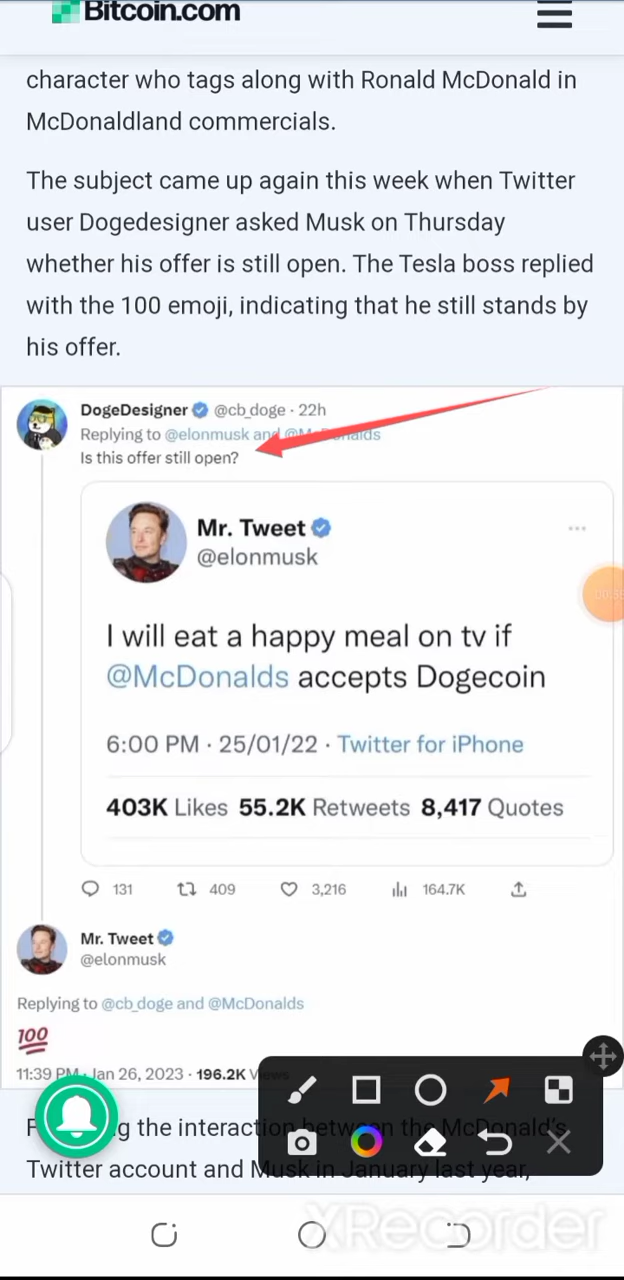 Bitcoin.com
character who tags along with Ronald McDonald in
McDonaldland commercials.
The subject came up again this week when Twitter
user Dogedesigner asked Musk on Thursday
whether his offer is still open. The Tesla boss replied
with the 100 emoji, indicating that he still stands by
his offer.
DogeDesigner @cb_doge · 22h
Replying to @elonmusk and @McDonalds
Is this offer still open?
Mr. Tweet
@elonmusk
I will eat a happy meal on tv if
@McDonalds accepts Dogecoin
6:00 PM · 25/01/22 · Twitter for iPhone
403K Likes 55.2K Retweets 8,417 Quotes
131 409 3,216 164.7K
Mr. Tweet
@elonmusk
Replying to @cb_doge and @McDonalds
100
11:39 PM · Jan 26, 2023 · 196.2K Views
the interaction between the McDonald's
Twitter account and Musk in January last year,
XRecorder